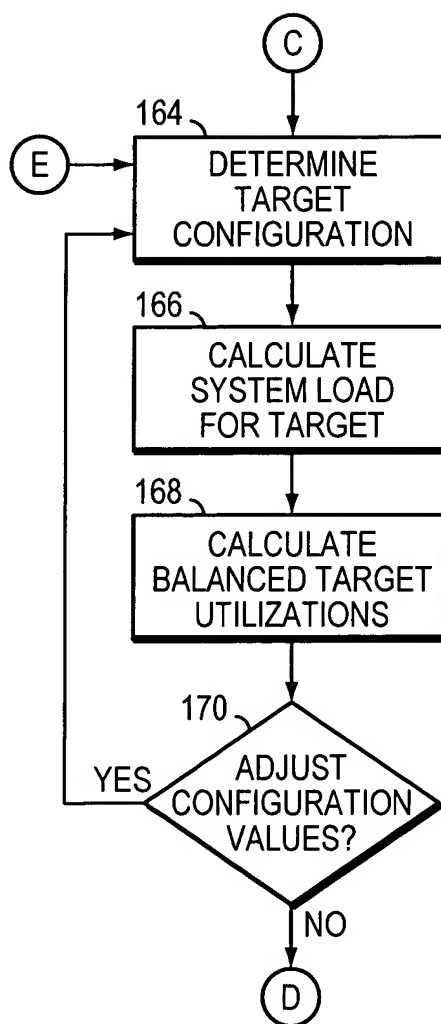 C
164
E
DETERMINE
TARGET
CONFIGURATION
166
CALCULATE
SYSTEM LOAD
FOR TARGET
168
CALCULATE
BALANCED TARGET
UTILIZATIONS
170
YES
ADJUST
CONFIGURATION
VALUES?
NO
D